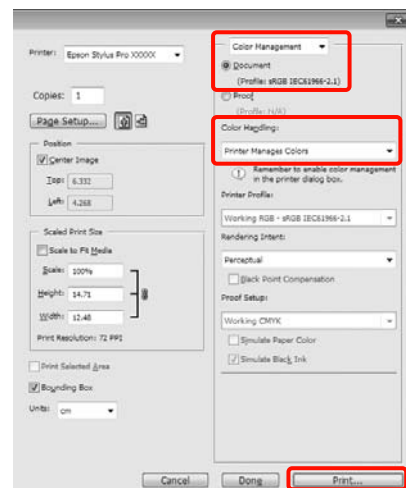 Printer: Epson Stylus Pro XXXXX
Copies: 1
Page Setup...
Position
Center Image
Top: 6.332
Left: 4.268
Scaled Print Size
Scale to Fit Media
Scale: 100%
Height: 14.71
Width: 12.48
Print Resolution: 72 PPI
Print Selected Area
Bounding Box
Units: cm
Color Management
Document
(Profile: sRGB IEC61966-2.1)
Proof
(Profile: N/A)
Color Handling:
Printer Manages Colors
Remember to enable color management
in the printer dialog box.
Printer Profile:
Working RGB - sRGB IEC61966-2.1
Rendering Intent:
Perceptual
Black Point Compensation
Proof Setup:
Working CMYK
Simulate Paper Color
Simulate Black Ink
Cancel
Done
Print...